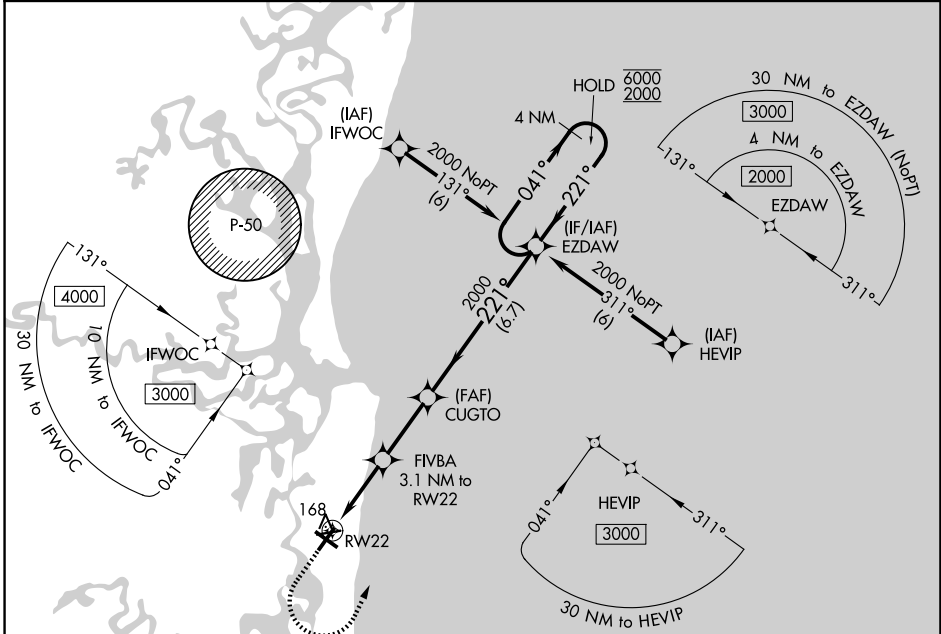 (IAF)
IFWOC
2000 NoPT
131°
(6)
HOLD
6000
2000
4 NM
041°
221°
(IF/IAF)
EZDAW
2000 NoPT
311°
(6)
(IAF)
HEVIP
30 NM to EZDAW (NoPT)
3000
4 NM to EZDAW
2000
EZDAW
131°
311°
P-50
131°
4000
30 NM to IFWOC
10 NM to IFWOC
IFWOC
3000
041°
2000
221°
(6.7)
(FAF)
CUGTO
FIVBA
3.1 NM to
RW22
168
RW22
HEVIP
3000
041°
311°
30 NM to HEVIP